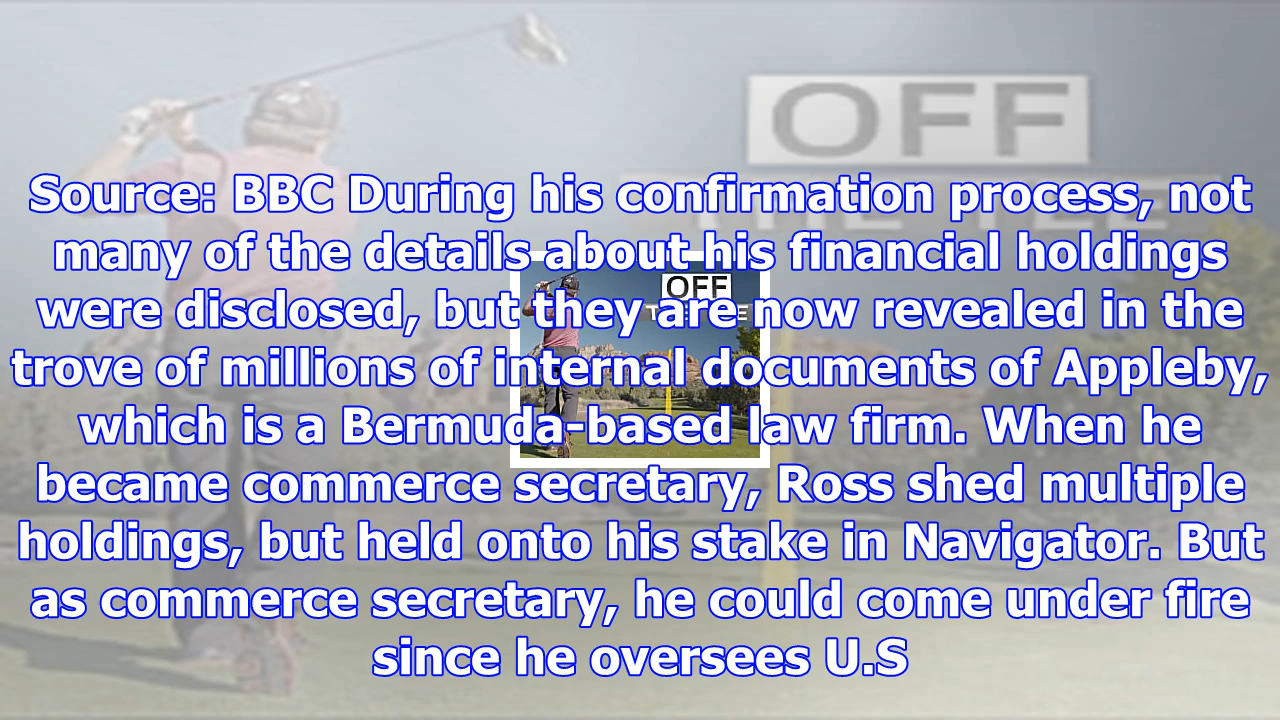 OFF
Source: BBC During his confirmation process, not
many of the details about his financial holdings
OFF
were disclosed, but they are now revealed in the
trove of millions of internal documents of Appleby,
which is a Bermuda-based law firm. When he
became commerce secretary, Ross shed multiple
holdings, but held onto his stake in Navigator. But
as commerce secretary, he could come under fire
since he oversees U.S